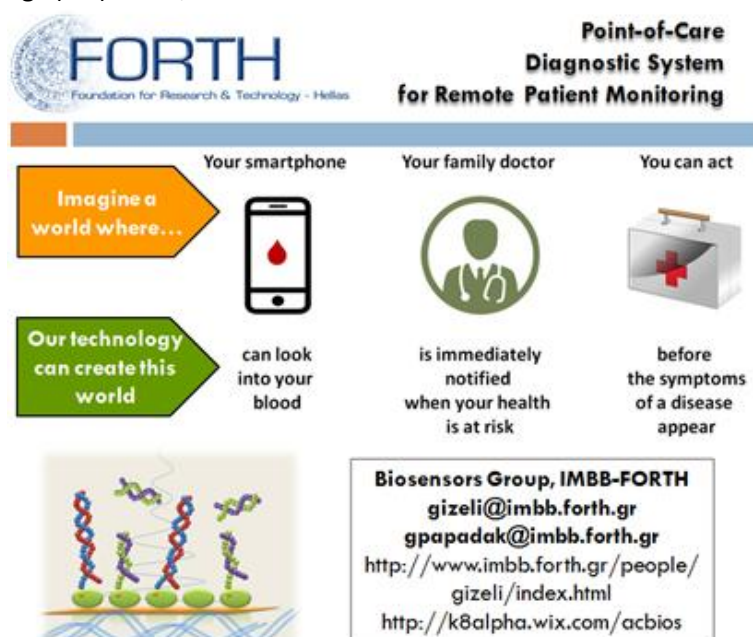 FORTH
Foundation for Research & Technology - Hellas
Point-of-Care
Diagnostic System
for Remote Patient Monitoring
Imagine a
world where...
Your smartphone
Your family doctor
You can act
Our technology
can create this
world
can look
into your
blood
is immediately
notified
when your health
is at risk
before
the symptoms
of a disease
appear
Biosensors Group, IMBB-FORTH
gizeli@imbb.forth.gr
gpapadak@imbb.forth.gr
http://www.imbb.forth.gr/people/
gizeli/index.html
http://k8alpha.wix.com/acbios